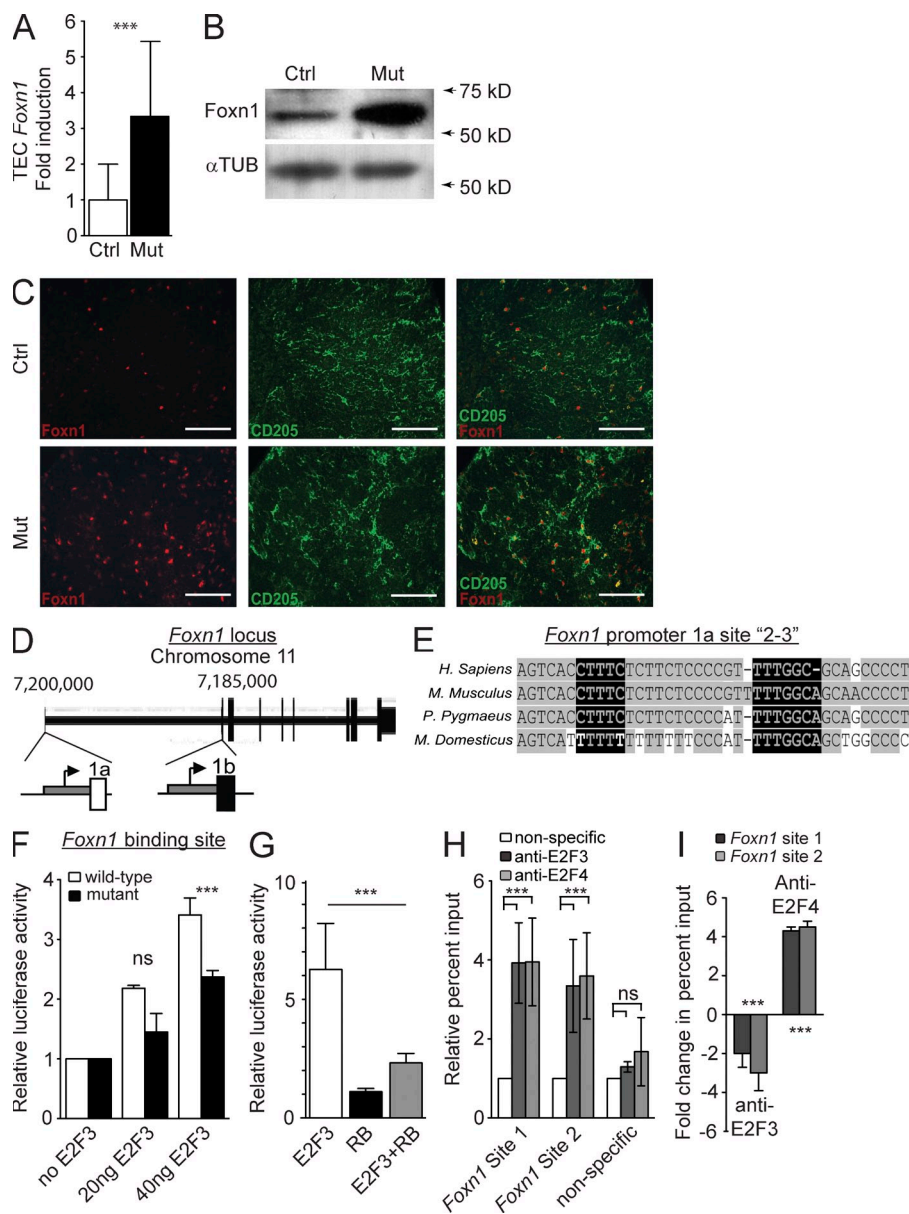 A
***
TEC Foxn1
Fold induction
6
5
4
3
2
1
0
Ctrl Mut
B
Ctrl Mut
Foxn1
75 kD
50 kD
αTUB
50 kD
C
Ctrl
Foxn1
CD205
CD205
Foxn1
Mut
Foxn1
CD205
CD205
Foxn1
D
Foxn1 locus
Chromosome 11
7,200,000
7,185,000
1a
1b
E
Foxn1 promoter 1a site “2-3”
H. Sapiens AGTCACCTTTCTCTTCTCCCCGT-TTTGGC-GCAGCCCCT
M. Musculus AGTCACCTTTCTCTTCTCCCCGTTTTTGGCAGCAACCCCT
P. Pygmaeus AGTCACCTTTCTCTTCTCCCCAT-TTTGGCAGCAGCCCCT
M. Domesticus AGTCATTTTTTTTTTTTCCCAT-TTTGGCAGCTGGCCCC
F
Foxn1 binding site
wild-type
mutant
Relative luciferase activity
4
3
2
1
0
ns
***
no E2F3
20ng E2F3
40ng E2F3
G
Relative luciferase activity
10
8
5
2
0
***
E2F3
RB
E2F3+RB
H
non-specific
anti-E2F3
anti-E2F4
Relative percent input
6
4
2
0
***
***
ns
Foxn1 Site 1
Foxn1 Site 2
non-specific
I
Foxn1 site 1
Foxn1 site 2
Fold change in percent input
6
4
2
0
-2
-4
-6
Anti-
E2F4
***
***
anti-
E2F3